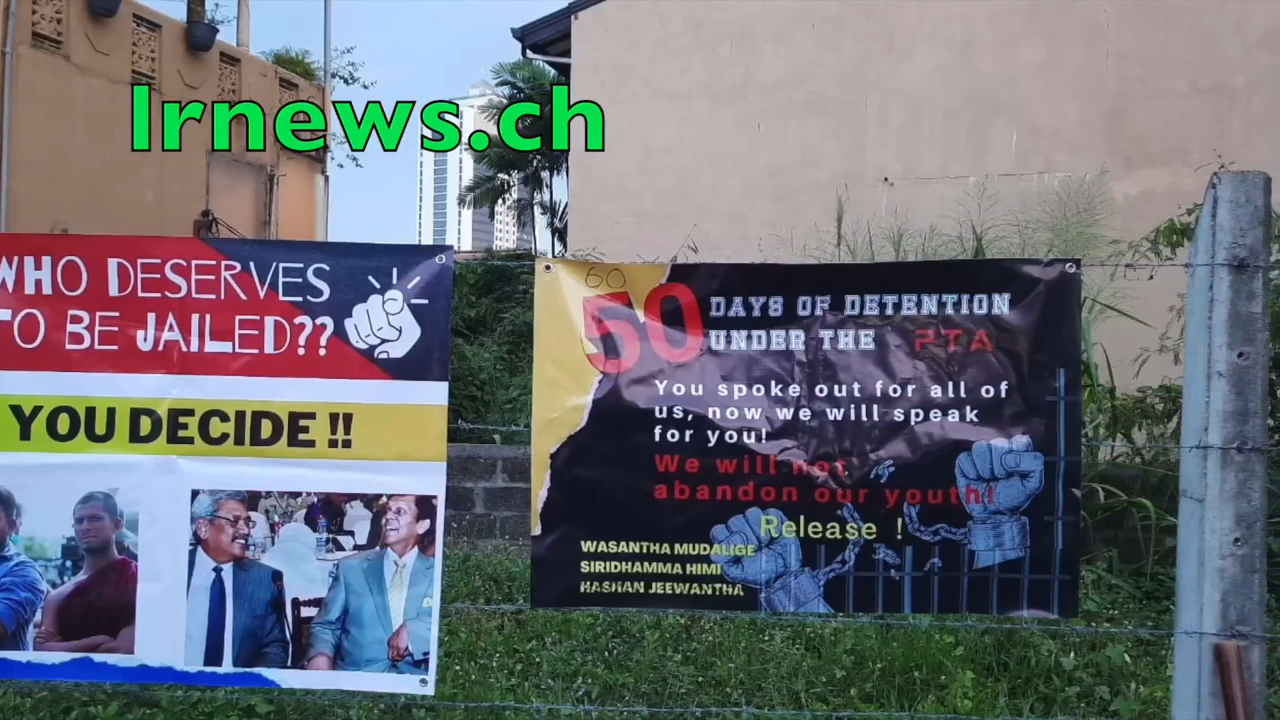 lrnews.ch
WHO DESERVES
TO BE JAILED??
YOU DECIDE !!
60
50 DAYS OF DETENTION
UNDER THE PTA
You spoke out for all of
us, now we will speak
for you!
We will not
abandon our youth!
Release !
WASANTHA MUDALIGE
SIRIDHAMMA HIMI
HASHAN JEEWANTHA